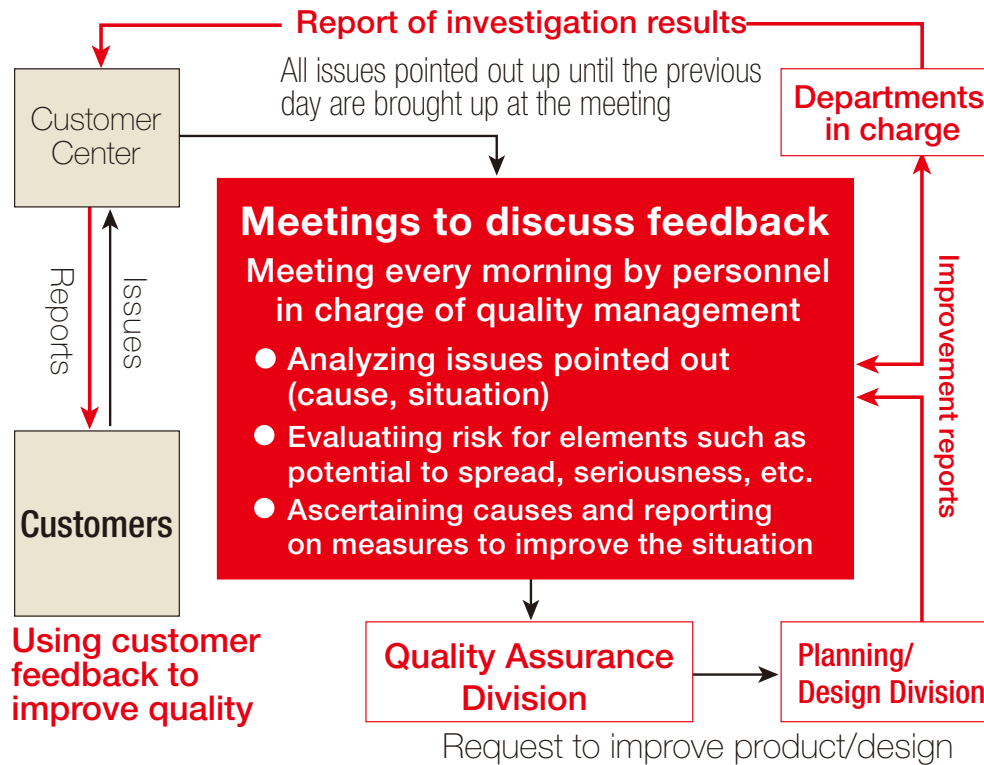 Report of investigation results
All issues pointed out up until the previous
day are brought up at the meeting
Customer
Center
Departments
in charge
Meetings to discuss feedback
Meeting every morning by personnel
in charge of quality management
● Analyzing issues pointed out
(cause, situation)
● Evaluatiing risk for elements such as
potential to spread, seriousness, etc.
● Ascertaining causes and reporting
on measures to improve the situation
Reports
Issues
Improvement reports
Customers
Using customer
feedback to
improve quality
Quality Assurance
Division
Planning/
Design Division
Request to improve product/design